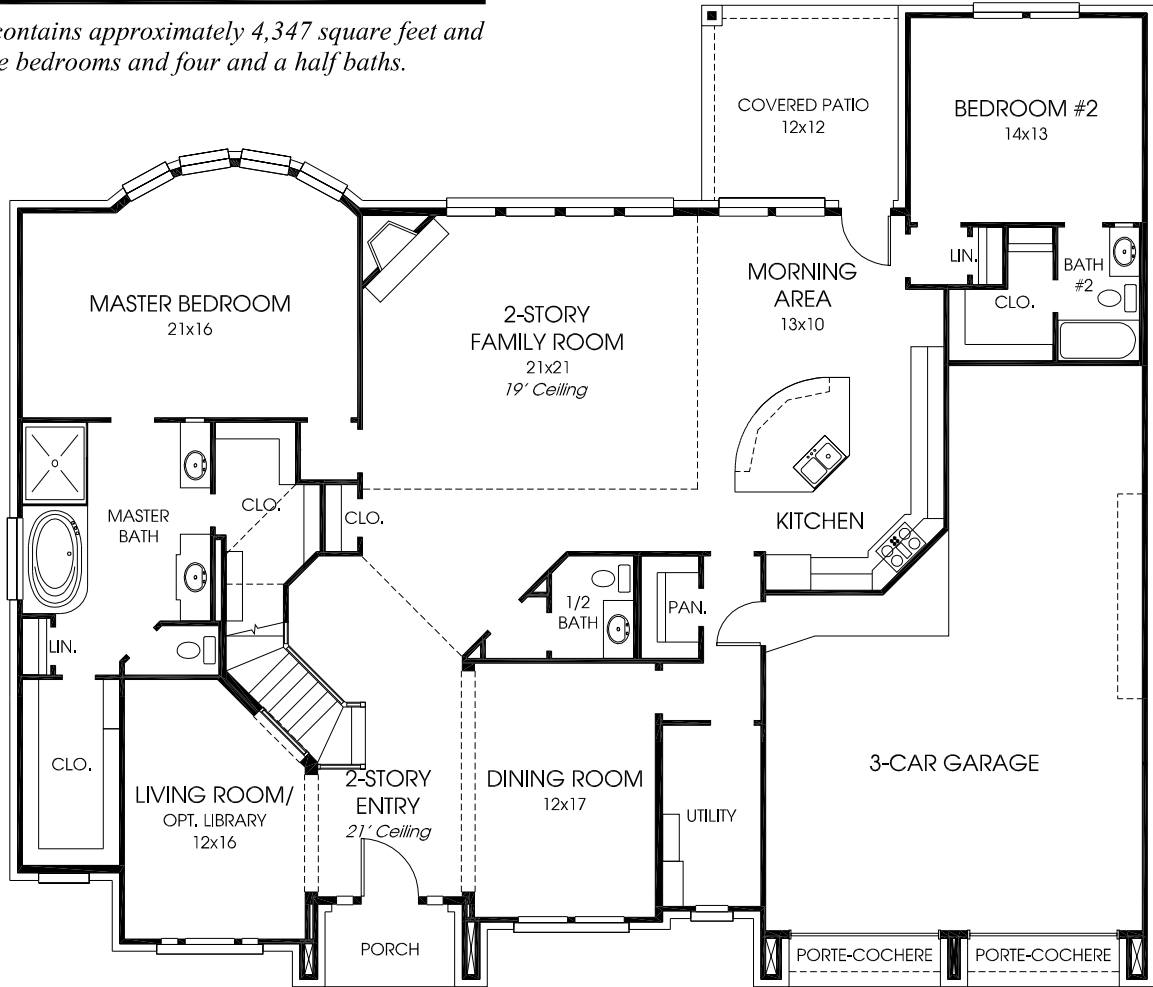 contains approximately 4,347 square feet and
bedrooms and four and a half baths.
COVERED PATIO
12x12
BEDROOM #2
14x13
MASTER BEDROOM
21x16
2-STORY
FAMILY ROOM
21x21
19' Ceiling
MORNING
AREA
13x10
LIN.
CLO.
BATH
#2
MASTER
BATH
CLO.
CLO.
KITCHEN
1/2
BATH
PAN.
LIN.
CLO.
LIVING ROOM/
OPT. LIBRARY
12x16
2-STORY
ENTRY
21' Ceiling
DINING ROOM
12x17
UTILITY
3-CAR GARAGE
PORCH
PORTE-COCHERE
PORTE-COCHERE